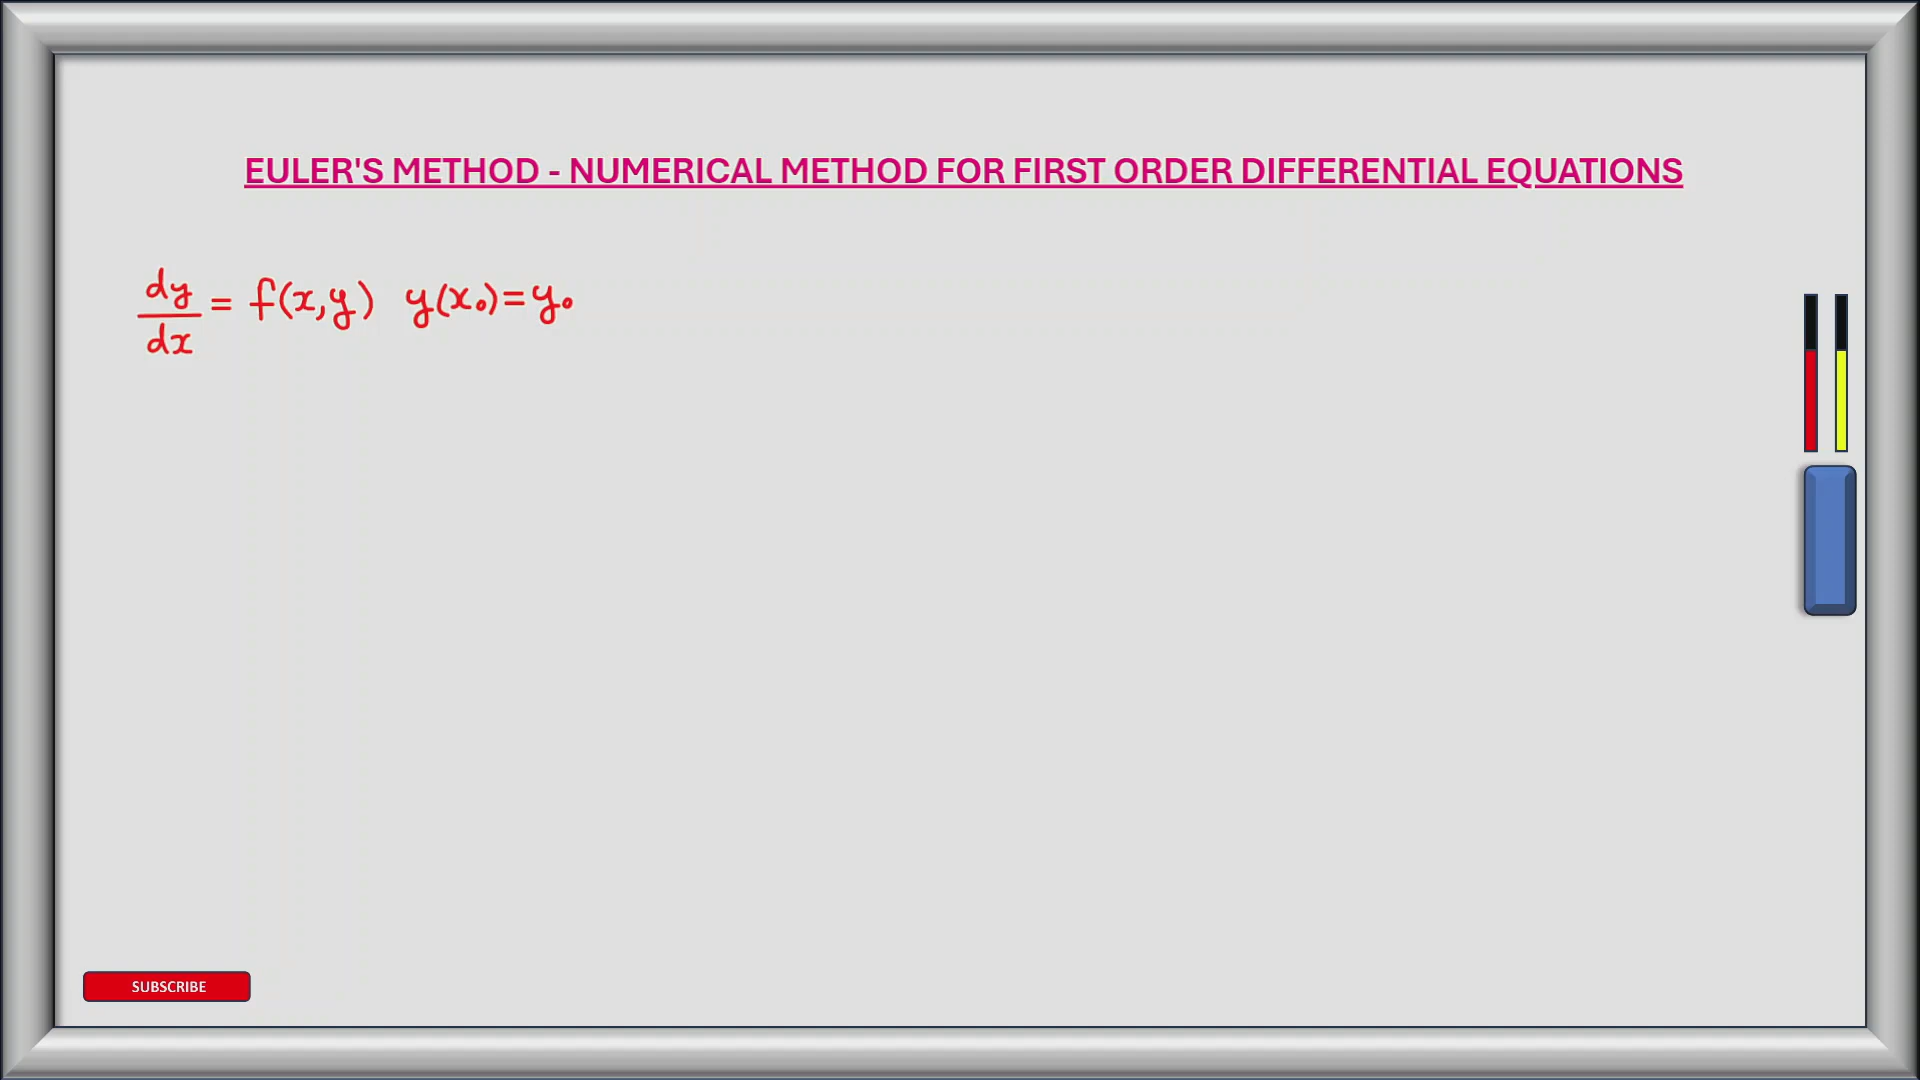 EULER'S METHOD - NUMERICAL METHOD FOR FIRST ORDER DIFFERENTIAL EQUATIONS
dy/dx = f(x,y) y(x₀)=y₀
SUBSCRIBE